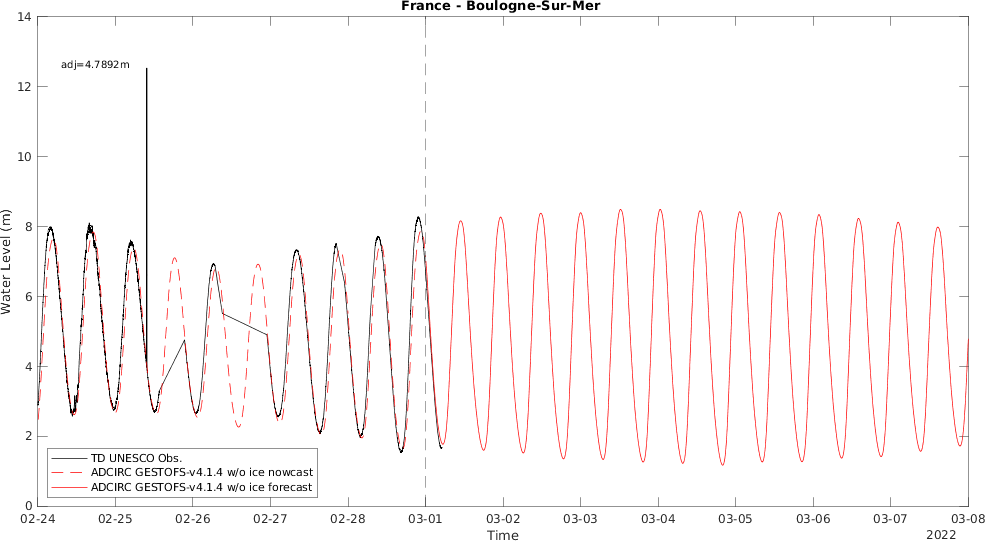 France - Boulogne-Sur-Mer
adj=4.7892m
Water Level (m)
14
12
10
8
6
4
2
0
TD UNESCO Obs.
ADCIRC GESTOFS-v4.1.4 w/o ice nowcast
ADCIRC GESTOFS-v4.1.4 w/o ice forecast
02-24 02-25 02-26 02-27 02-28 03-01 03-02 03-03 03-04 03-05 03-06 03-07 03-08
Time
2022